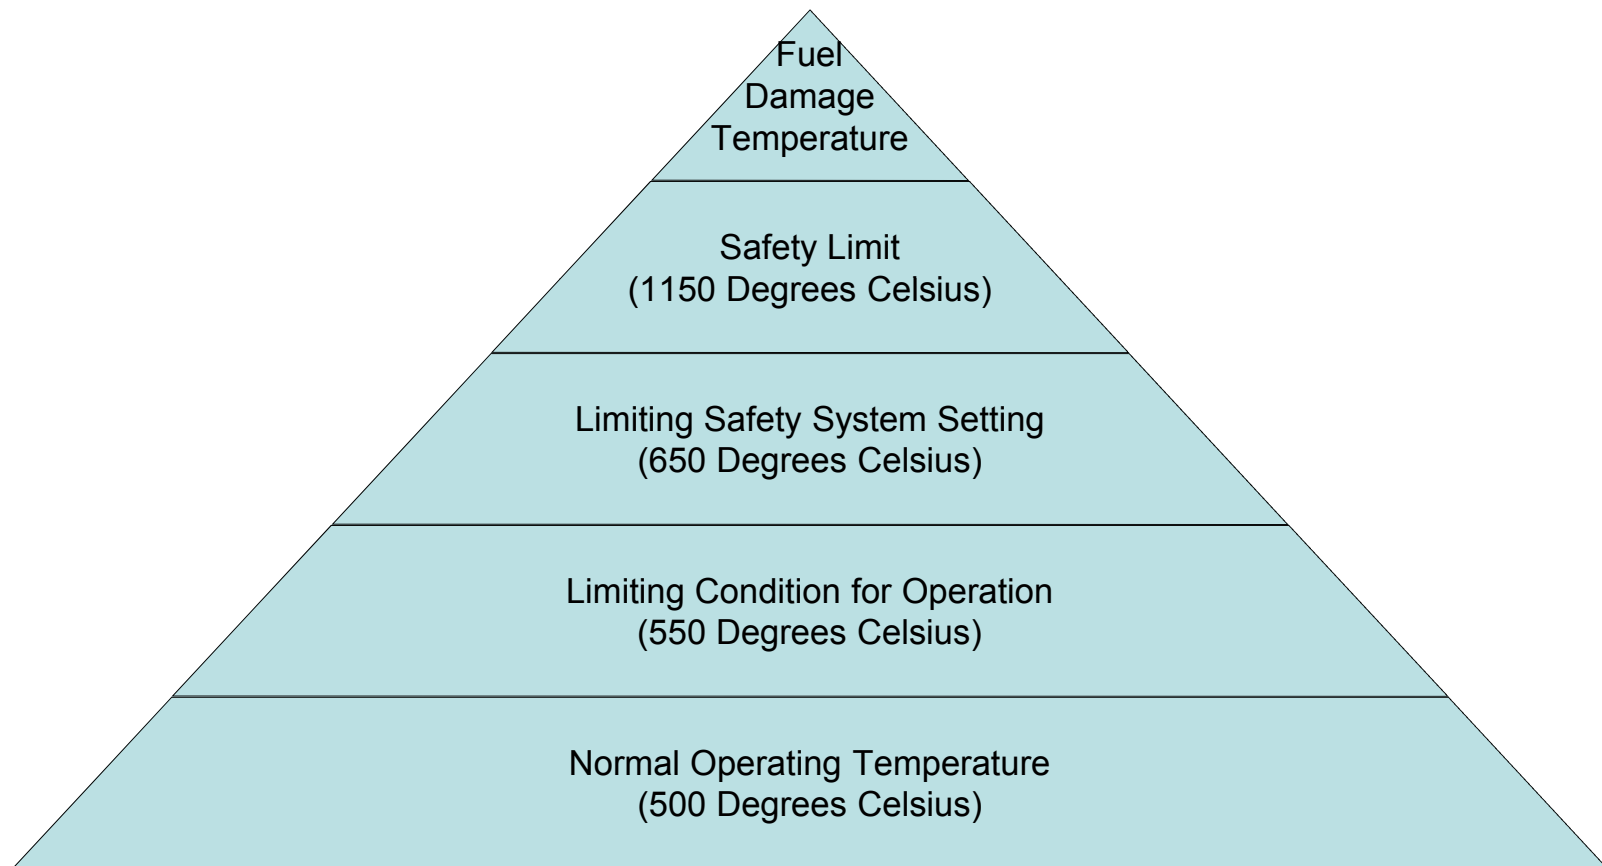 Fuel
Damage
Temperature
Safety Limit
(1150 Degrees Celsius)
Limiting Safety System Setting
(650 Degrees Celsius)
Limiting Condition for Operation
(550 Degrees Celsius)
Normal Operating Temperature
(500 Degrees Celsius)